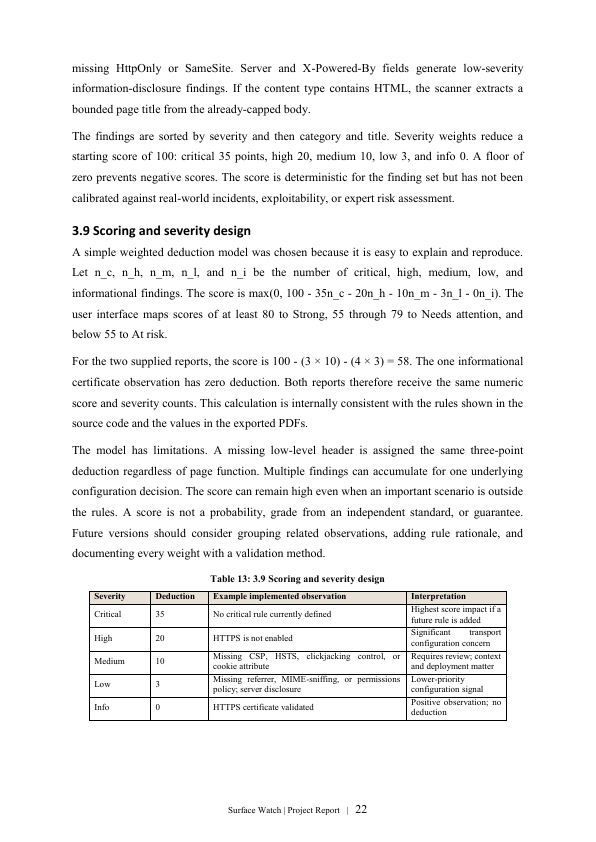 missing HttpOnly or SameSite. Server and X-Powered-By fields generate low-severity
information-disclosure findings. If the content type contains HTML, the scanner extracts a
bounded page title from the already-capped body.
The findings are sorted by severity and then category and title. Severity weights reduce a
starting score of 100: critical 35 points, high 20, medium 10, low 3, and info 0. A floor of
zero prevents negative scores. The score is deterministic for the finding set but has not been
calibrated against real-world incidents, exploitability, or expert risk assessment.
3.9 Scoring and severity design
A simple weighted deduction model was chosen because it is easy to explain and reproduce.
Let n_c, n_h, n_m, n_l, and n_i be the number of critical, high, medium, low, and
informational findings. The score is max(0, 100 - 35n_c - 20n_h - 10n_m - 3n_l - 0n_i). The
user interface maps scores of at least 80 to Strong, 55 through 79 to Needs attention, and
below 55 to At risk.
For the two supplied reports, the score is 100 - (3 × 10) - (4 × 3) = 58. The one informational
certificate observation has zero deduction. Both reports therefore receive the same numeric
score and severity counts. This calculation is internally consistent with the rules shown in the
source code and the values in the exported PDFs.
The model has limitations. A missing low-level header is assigned the same three-point
deduction regardless of page function. Multiple findings can accumulate for one underlying
configuration decision. The score can remain high even when an important scenario is outside
the rules. A score is not a probability, grade from an independent standard, or guarantee.
Future versions should consider grouping related observations, adding rule rationale, and
documenting every weight with a validation method.
Table 13: 3.9 Scoring and severity design
Severity Deduction Example implemented observation Interpretation
Critical 35 No critical rule currently defined Highest score impact if a
future rule is added
High 20 HTTPS is not enabled Significant transport
configuration concern
Medium 10 Missing CSP, HSTS, clickjacking control, or
cookie attribute Requires review; context
and deployment matter
Low 3 Missing referrer, MIME-sniffing, or permissions
policy; server disclosure Lower-priority
configuration signal
Info 0 HTTPS certificate validated Positive observation; no
deduction
Surface Watch | Project Report | 22